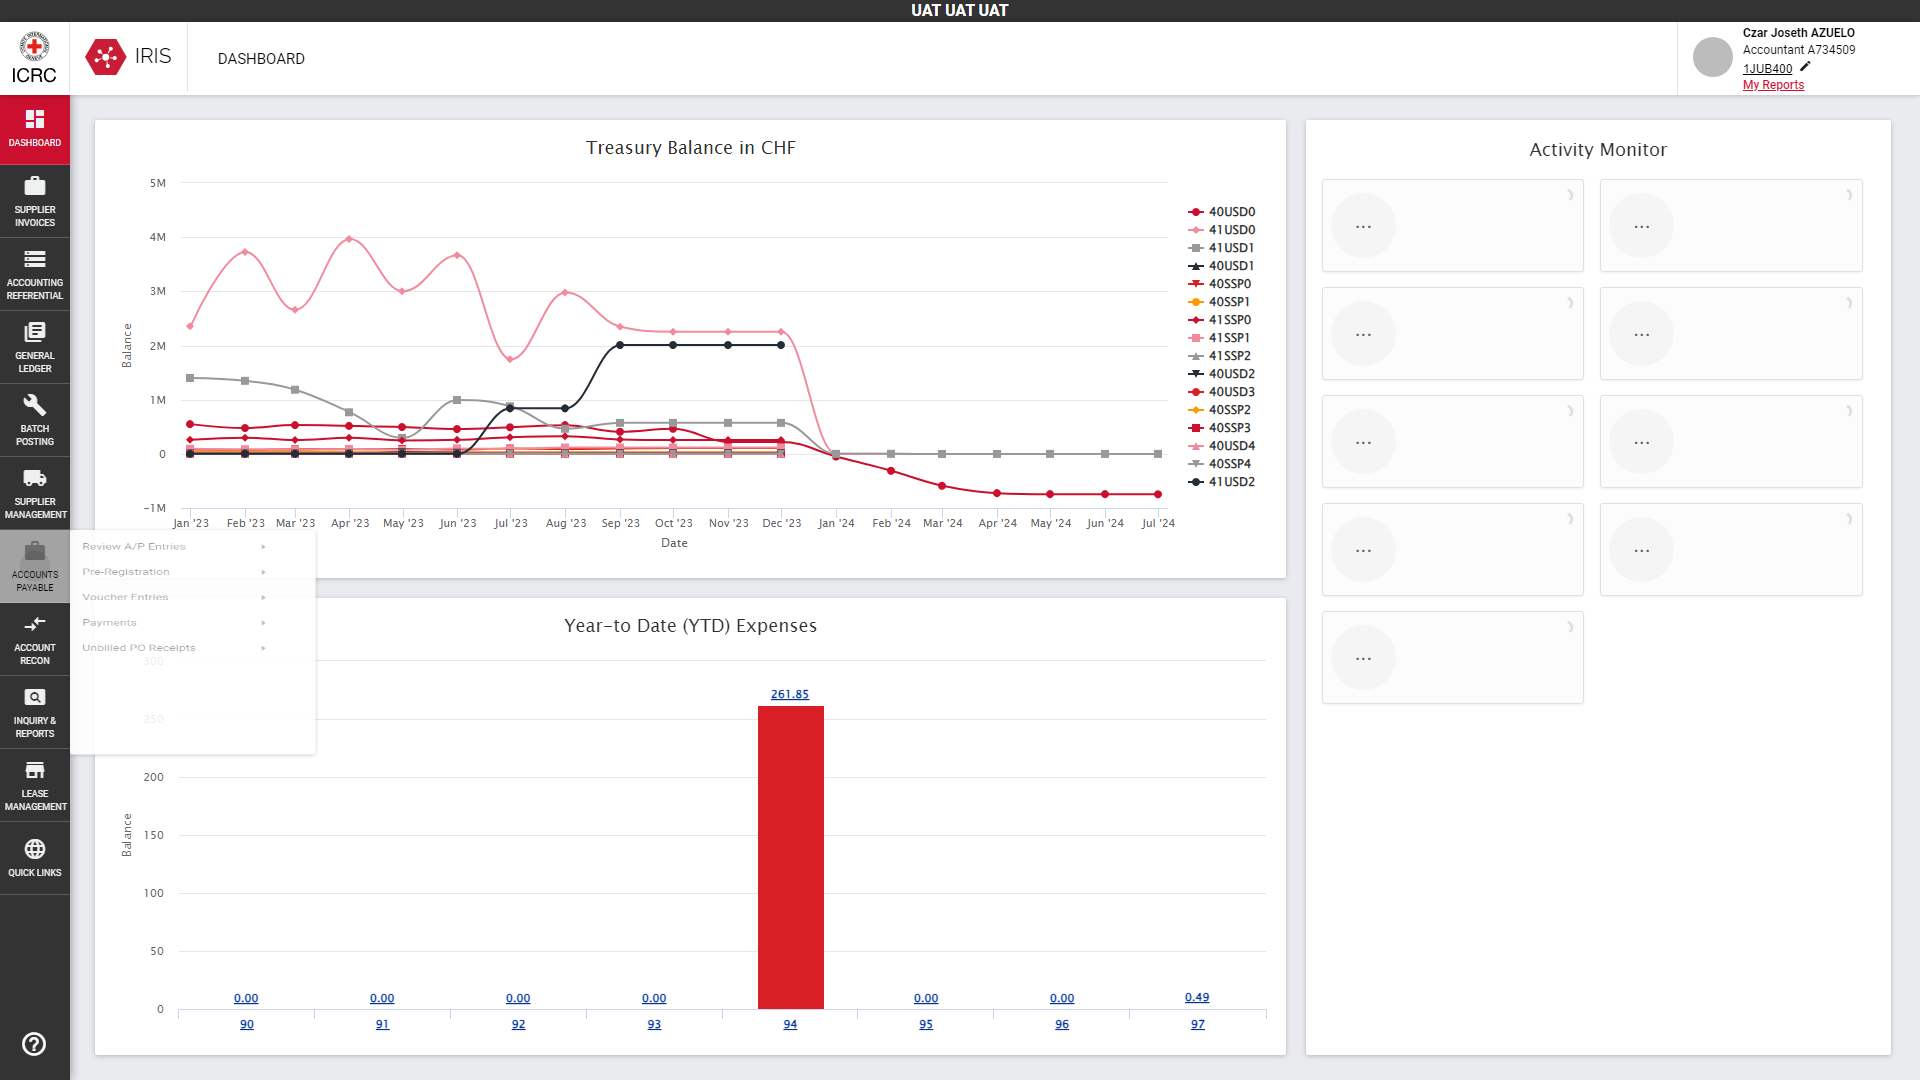 UAT UAT UAT
ICRC
IRIS
DASHBOARD
Czar Joseth AZUELO
Accountant A734509
1JUB400
My Reports
DASHBOARD
SUPPLIER
INVOICES
ACCOUNTING
REFERENTIAL
GENERAL
LEDGER
BATCH
POSTING
SUPPLIER
MANAGEMENT
ACCOUNTS
PAYABLE
ACCOUNT
RECON
INQUIRY &
REPORTS
LEASE
MANAGEMENT
QUICK LINKS
Review A/P Entries
Pre-Registration
Voucher Entries
Payments
Unbilled PO Receipts
Treasury Balance in CHF
5M
4M
3M
2M
1M
0
-1M
Balance
Jan '23 Feb '23 Mar '23 Apr '23 May '23 Jun '23 Jul '23 Aug '23 Sep '23 Oct '23 Nov '23 Dec '23 Jan '24 Feb '24 Mar '24 Apr '24 May '24 Jun '24 Jul '24
Date
40USD0
41USD0
41USD1
40USD1
40SSP0
40SSP1
41SSP0
41SSP1
41SSP2
40USD2
40USD3
40SSP2
40SSP3
40USD4
40SSP4
41USD2
Year-to Date (YTD) Expenses
300
250
200
150
100
50
0
Balance
0.00 0.00 0.00 0.00 261.85 0.00 0.00 0.49
90 91 92 93 94 95 96 97
Activity Monitor
... ...
... ...
... ...
... ...
...